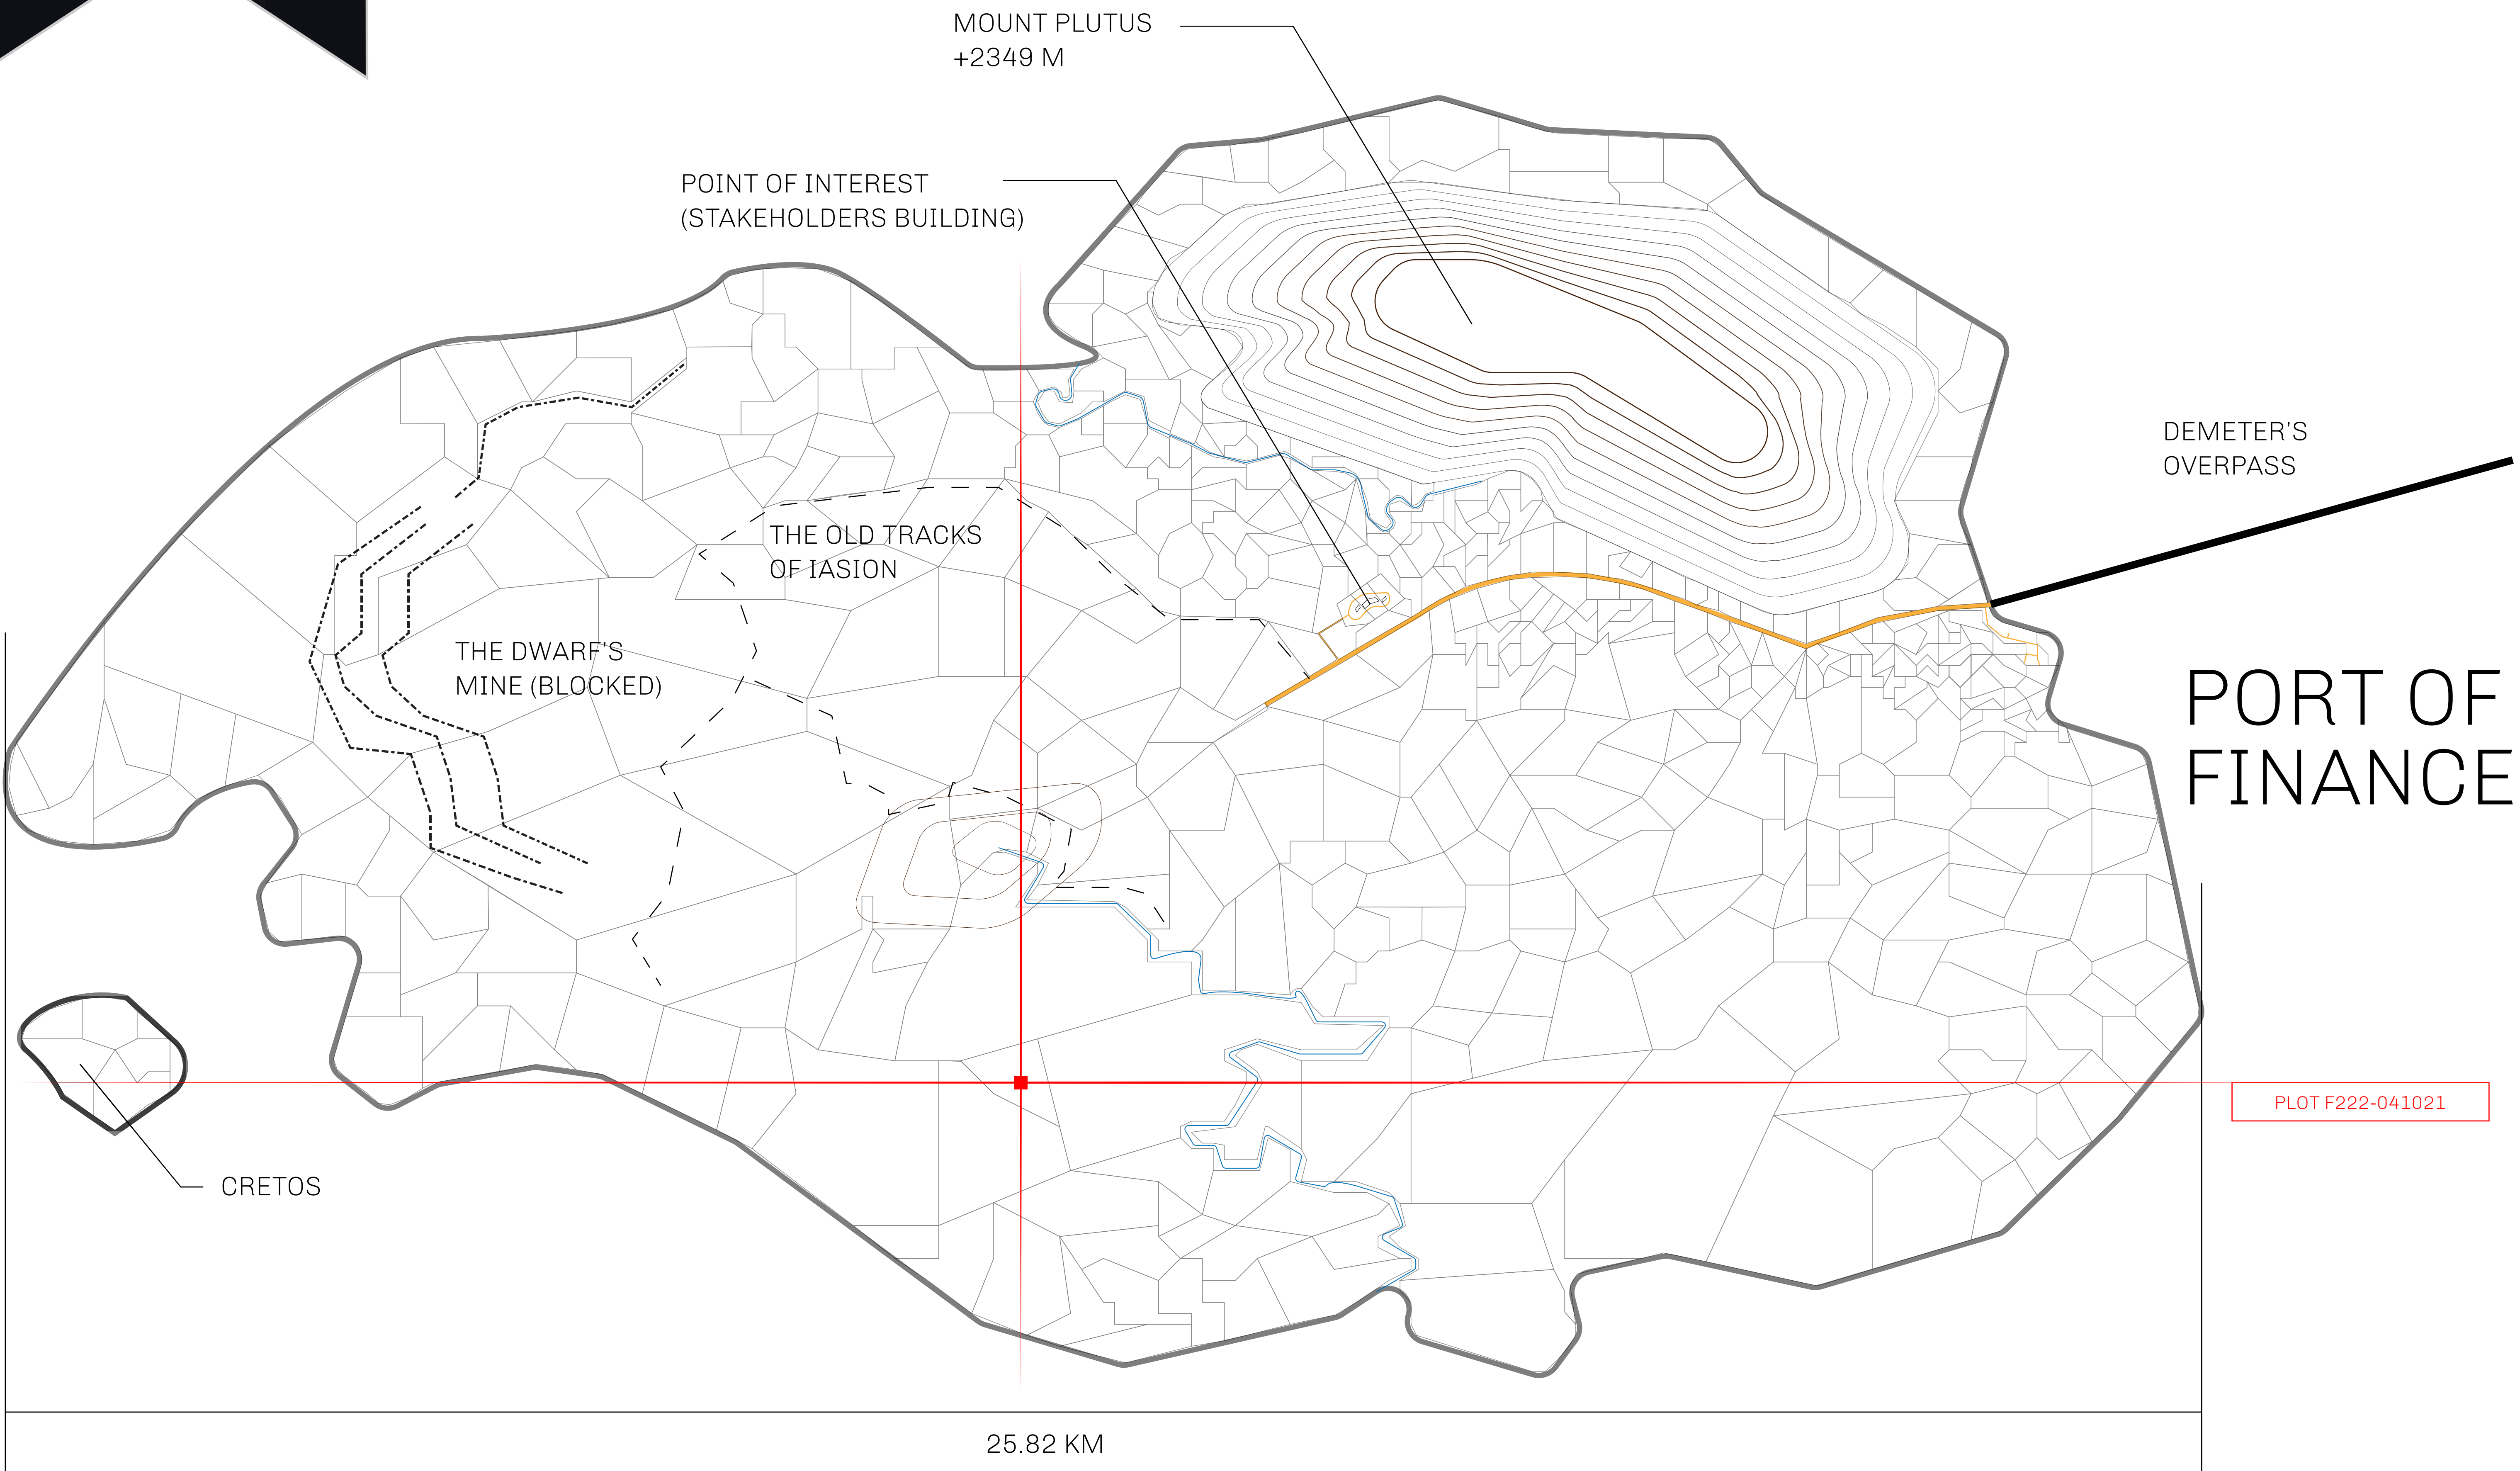 MOUNT PLUTUS
+2349 M
POINT OF INTEREST
(STAKEHOLDERS BUILDING)
DEMETER'S
OVERPASS
THE OLD TRACKS
OF IASION
THE DWARF'S
MINE (BLOCKED)
PORT OF
FINANCE
PLOT F222-041021
CRETOS
25.82 KM